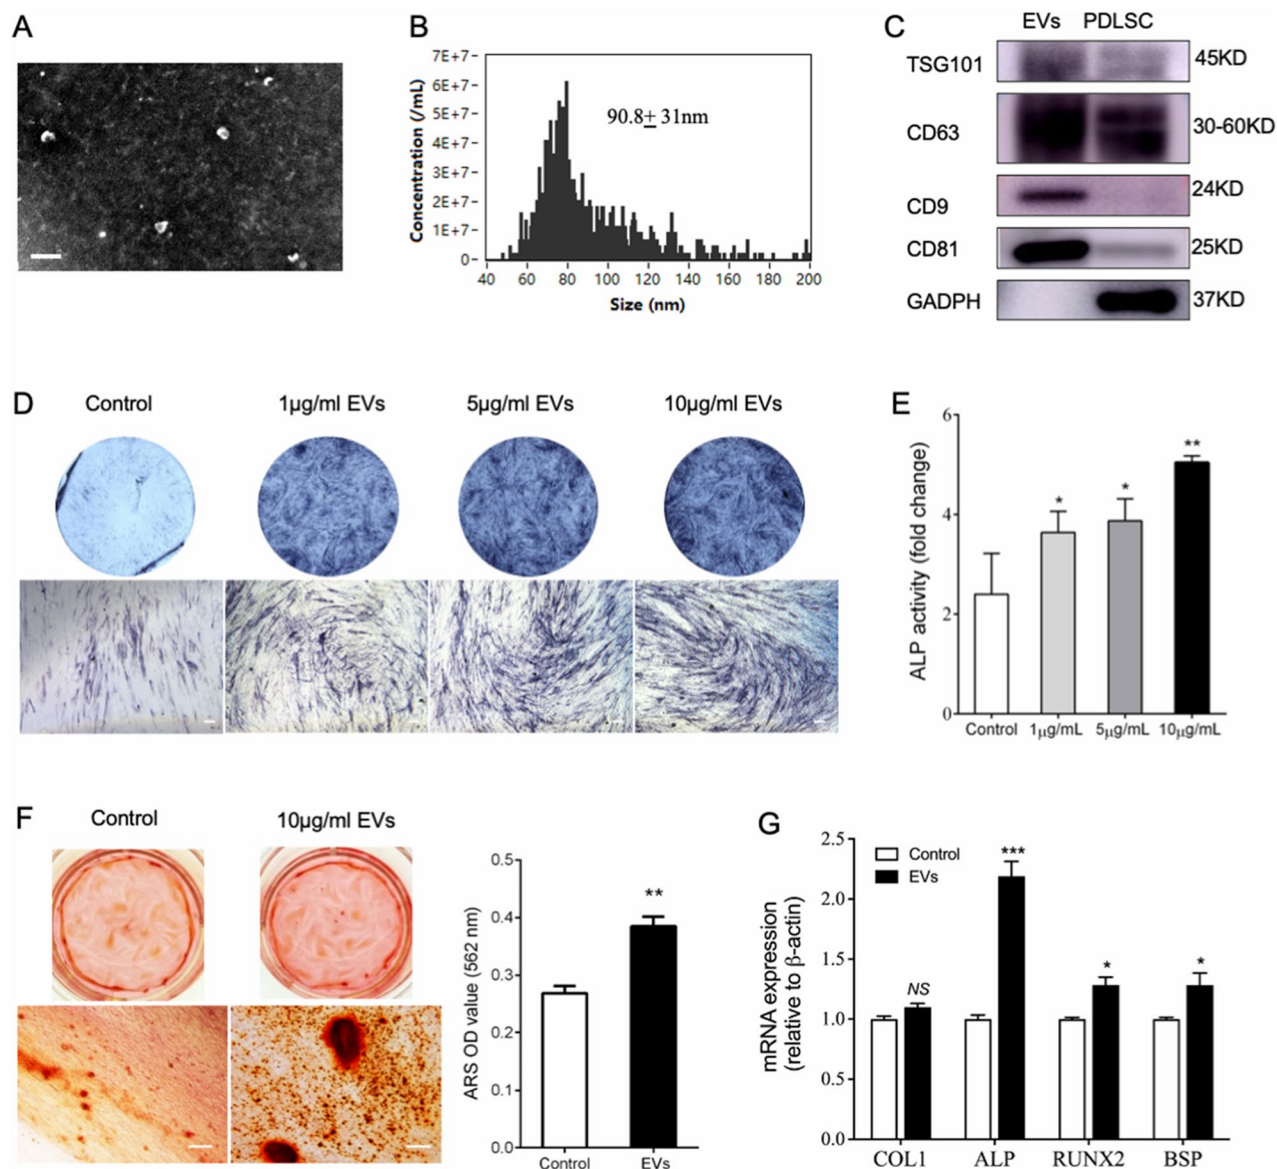 A
B
7E+7
6E+7
5E+7
4E+7
3E+7
2E+7
1E+7
0
Concentration (/mL)
90.8± 31nm
40 60 80 100 120 140 160 180 200
Size (nm)
C
EVs PDLSC
TSG101 45KD
CD63 30-60KD
CD9 24KD
CD81 25KD
GADPH 37KD
D
Control 1µg/ml EVs 5µg/ml EVs 10µg/ml EVs
E
ALP activity (fold change)
6
4
2
0
*
*
**
Control 1µg/mL 5µg/mL 10µg/mL
F
Control 10µg/ml EVs
ARS OD value (562 nm)
0.5
0.4
0.3
0.2
0.1
0.0
**
Control EVs
G
mRNA expression
(relative to β-actin)
2.5
2.0
1.5
1.0
0.5
0.0
Control
EVs
NS
***
*
*
COL1 ALP RUNX2 BSP